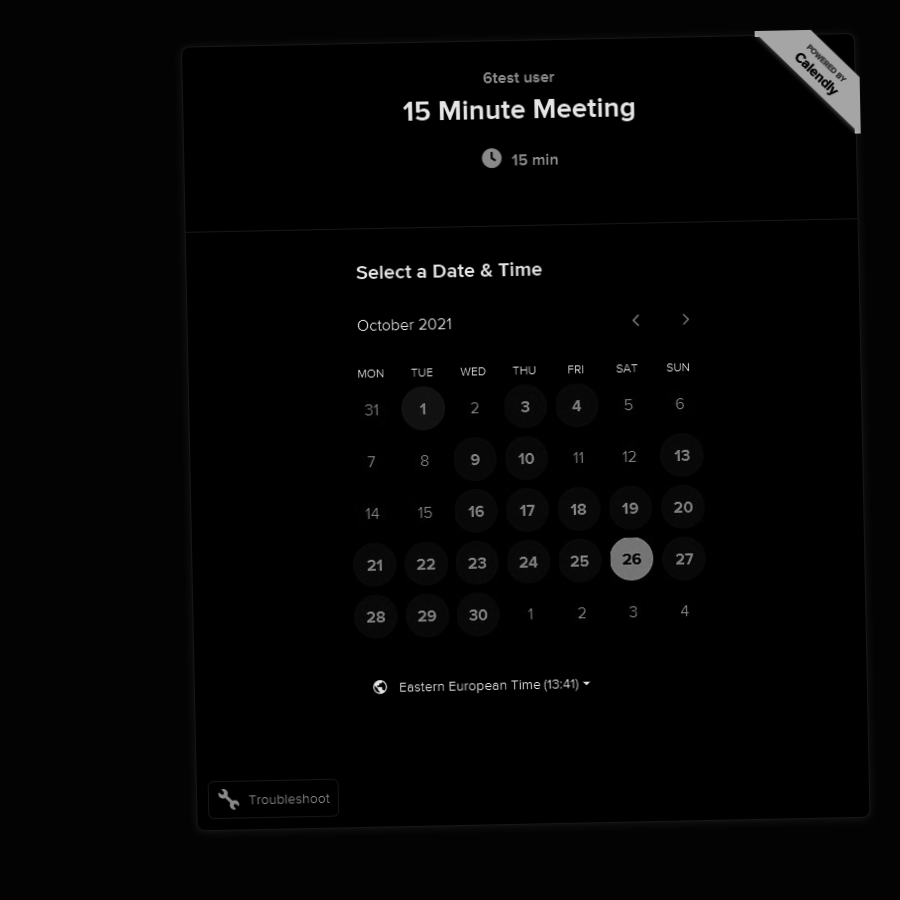 POWERED BY
Calendly
6test user
15 Minute Meeting
15 min
Select a Date & Time
October 2021
MON TUE WED THU FRI SAT SUN
31 1 2 3 4 5 6
7 8 9 10 11 12 13
14 15 16 17 18 19 20
21 22 23 24 25 26 27
28 29 30 1 2 3 4
Eastern European Time (13:41)
Troubleshoot